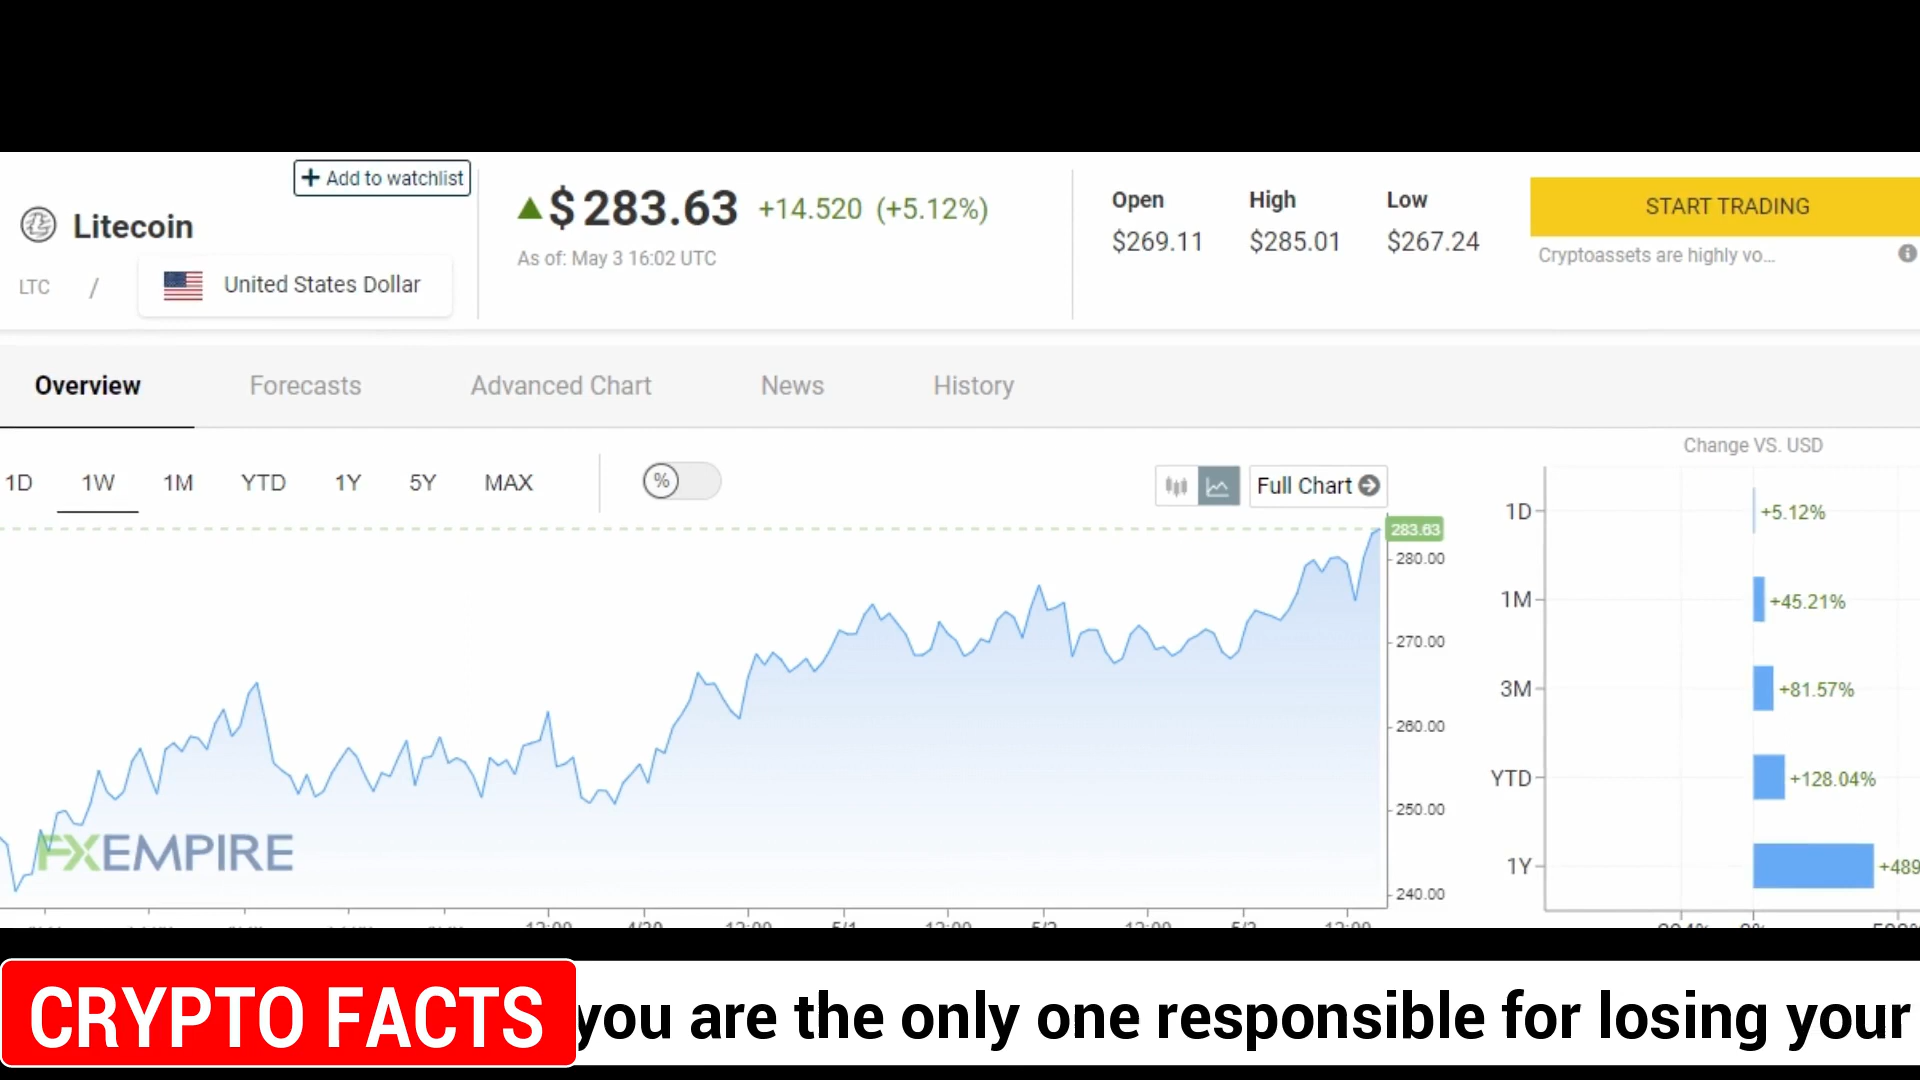 + Add to watchlist
Litecoin
LTC / United States Dollar
$283.63 +14.520 (+5.12%)
As of: May 3 16:02 UTC
Open High Low
$269.11 $285.01 $267.24
START TRADING
Cryptoassets are highly vo...
Overview Forecasts Advanced Chart News History
1D 1W 1M YTD 1Y 5Y MAX
%
Full Chart
283.63
280.00
270.00
260.00
250.00
240.00
FXEMPIRE
Change VS. USD
1D +5.12%
1M +45.21%
3M +81.57%
YTD +128.04%
1Y +489
CRYPTO FACTS you are the only one responsible for losing your